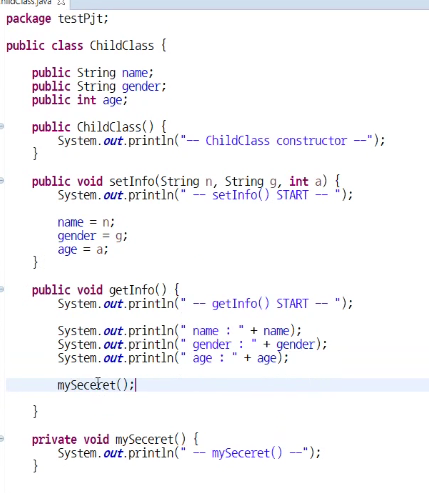 ChildClass.java
package testPjt;
public class ChildClass {
public String name;
public String gender;
public int age;
public ChildClass() {
System.out.println("-- ChildClass constructor --");
}
public void setInfo(String n, String g, int a) {
System.out.println(" -- setInfo() START -- ");
name = n;
gender = g;
age = a;
}
public void getInfo() {
System.out.println(" -- getInfo() START -- ");
System.out.println(" name : " + name);
System.out.println(" gender : " + gender);
System.out.println(" age : " + age);
mySeceret();
}
private void mySeceret() {
System.out.println(" -- mySeceret() --");
}